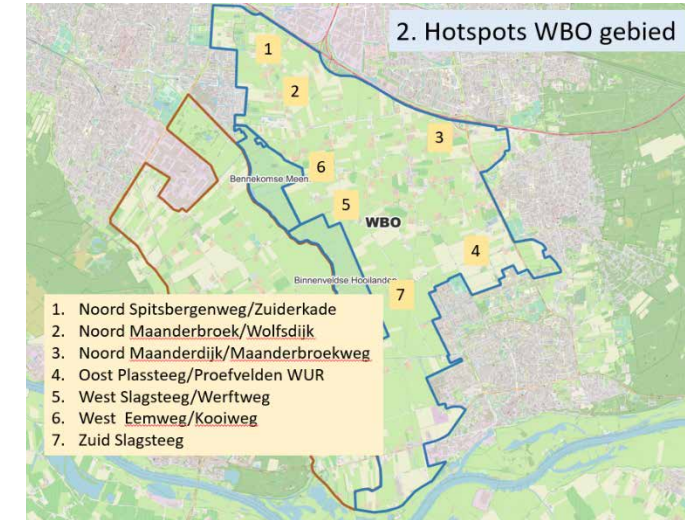 2. Hotspots WBO gebied
1
2
3
6
Bennekomse Meen
5
WBO
4
Binnenveldse Hooilanden
7
1. Noord Spitsbergenweg/Zuiderkade
2. Noord Maanderbroek/Wolfsdijk
3. Noord Maanderdijk/Maanderbroekweg
4. Oost Plassteeg/Proefvelden WUR
5. West Slagsteeg/Werftweg
6. West Eemweg/Kooiweg
7. Zuid Slagsteeg